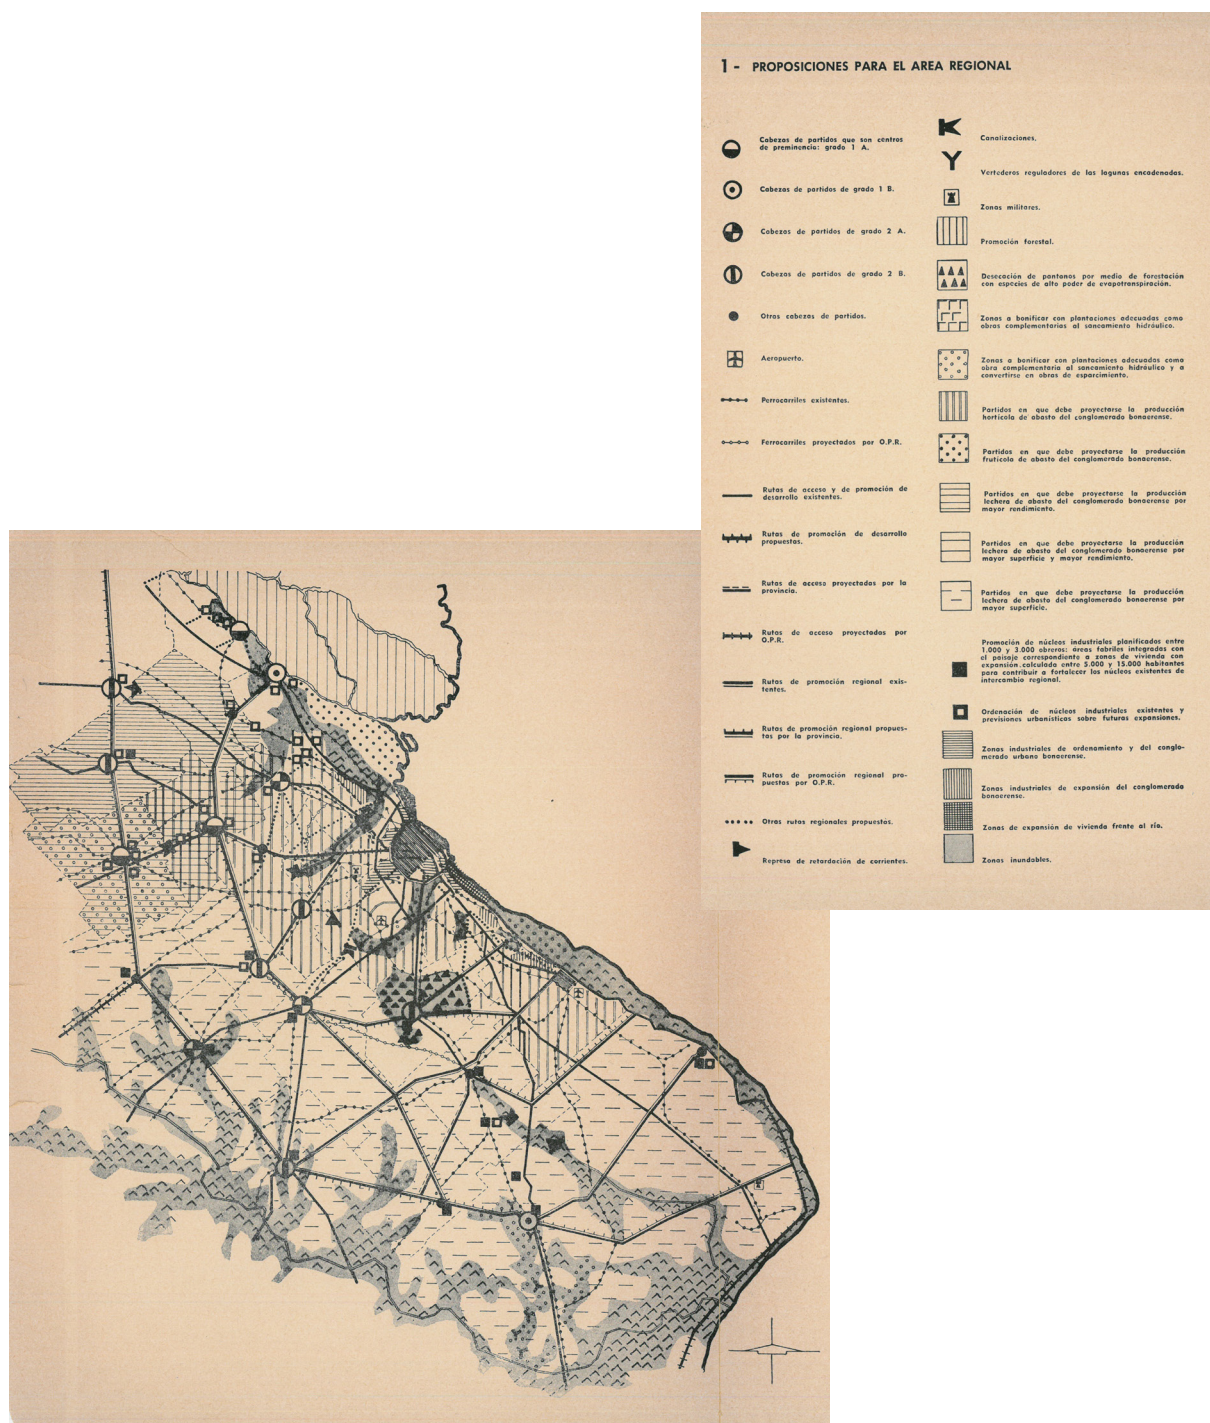 1 - PROPOSICIONES PARA EL AREA REGIONAL
Cabezas de partidos que son centros
de preminencia: grado 1 A.
Cabezas de partidos de grado 1 B.
Cabezas de partidos de grado 2 A.
Cabezas de partidos de grado 2 B.
Otras cabezas de partidos.
Aeropuerto.
Ferrocarriles existentes.
Ferrocarriles proyectados por O.P.R.
Rutas de acceso y de promoción de
desarrollo existentes.
Rutas de promoción de desarrollo
propuestas.
Rutas de acceso proyectadas por la
provincia.
Rutas de acceso proyectadas por
O.P.R.
Rutas de promoción regional exis-
tentes.
Rutas de promoción regional propues-
tas por la provincia.
Rutas de promoción regional pro-
puestas por O.P.R.
Otras rutas regionales propuestas.
Represa de retardación de corrientes.
Canalizaciones.
Vertederos reguladores de las lagunas encadenadas.
Zonas militares.
Promoción forestal.
Desecación de pantanos por medio de forestación
con especies de alto poder de evapotranspiración.
Zonas a bonificar con plantaciones adecuadas como
obras complementarias al saneamiento hidráulico.
Zonas a bonificar con plantaciones adecuadas como
obra complementaria al saneamiento hidráulico y a
convertirse en obras de esparcimiento.
Partidos en que debe proyectarse la producción
hortícola de abasto del conglomerado bonaerense.
Partidos en que debe proyectarse la producción
frutícola de abasto del conglomerado bonaerense.
Partidos en que debe proyectarse la producción
lechera de abasto del conglomerado bonaerense por
mayor rendimiento.
Partidos en que debe proyectarse la producción
lechera de abasto del conglomerado bonaerense por
mayor superficie y mayor rendimiento.
Partidos en que debe proyectarse la producción
lechera de abasto del conglomerado bonaerense por
mayor superficie.
Promoción de núcleos industriales planificados entre
1.000 y 3.000 obreros: áreas fabriles integradas con
el paisaje correspondiente a zonas de vivienda con
expansión calculada entre 5.000 y 15.000 habitantes
para contribuir a fortalecer los núcleos existentes de
intercambio regional.
Ordenación de núcleos industriales existentes y
previsiones urbanísticas sobre futuras expansiones.
Zonas industriales de ordenamiento y del conglo-
merado urbano bonaerense.
Zonas industriales de expansión del conglomerado
bonaerense.
Zonas de expansión de vivienda frente al río.
Zonas inundables.